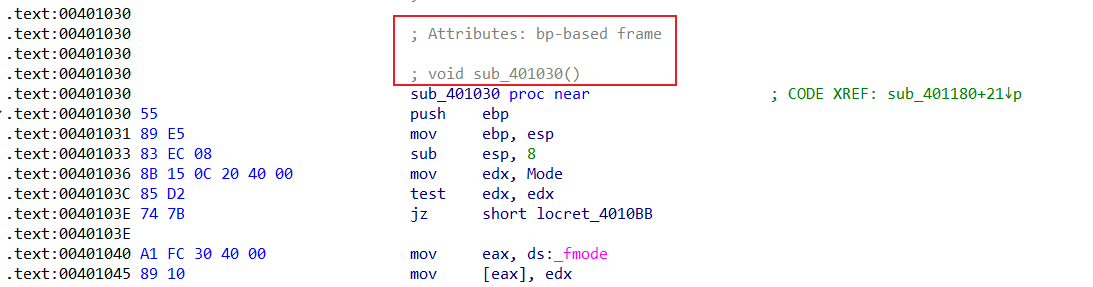 .text:00401030
.text:00401030 ; Attributes: bp-based frame
.text:00401030
.text:00401030 ; void sub_401030()
.text:00401030 sub_401030 proc near ; CODE XREF: sub_401180+21↓p
.text:00401030 55 push ebp
.text:00401031 89 E5 mov ebp, esp
.text:00401033 83 EC 08 sub esp, 8
.text:00401036 8B 15 0C 20 40 00 mov edx, Mode
.text:0040103C 85 D2 test edx, edx
.text:0040103E 74 7B jz short locret_4010BB
.text:0040103E
.text:00401040 A1 FC 30 40 00 mov eax, ds:_fmode
.text:00401045 89 10 mov [eax], edx